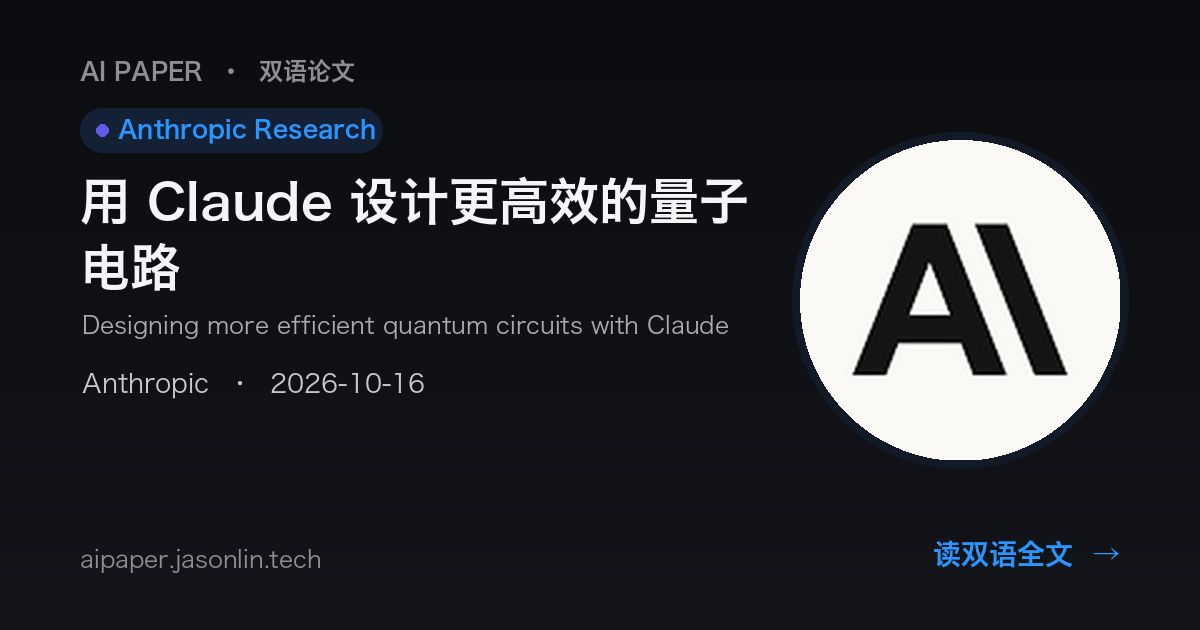 AI PAPER · 双语论文
Anthropic Research
用 Claude 设计更高效的量子
电路
Designing more efficient quantum circuits with Claude
Anthropic · 2026-10-16
AI
aipaper.jasonlin.tech
读双语全文 →